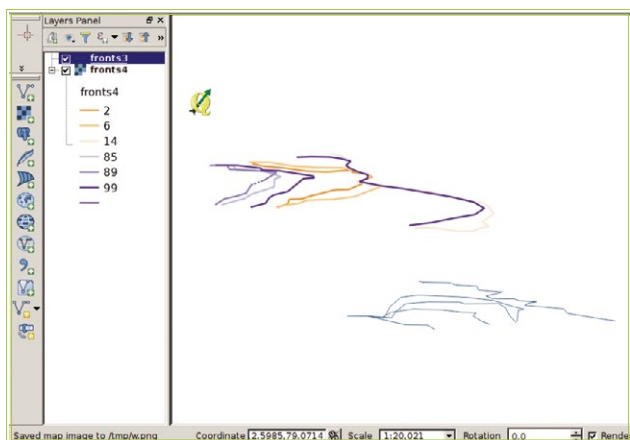 Layers Panel
fronts3
fronts4
fronts4
2
6
14
85
89
99
Saved map image to /tmp/w.png Coordinate 2.5985,79.0714 Scale 1:20,021 Rotation 0.0 Rende